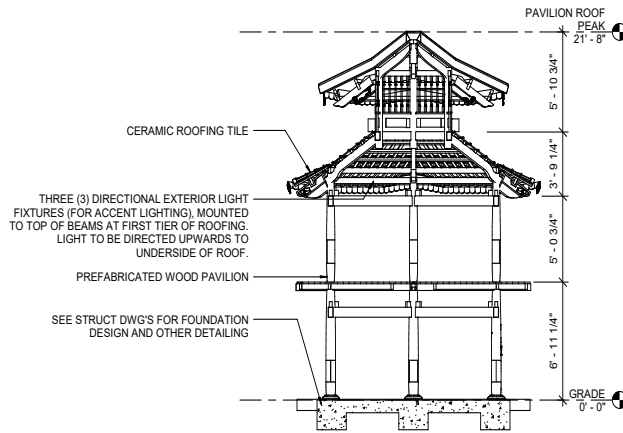 PAVILION ROOF
PEAK
21' - 8"
5' - 10 3/4"
CERAMIC ROOFING TILE
3' - 9 1/4"
THREE (3) DIRECTIONAL EXTERIOR LIGHT
FIXTURES (FOR ACCENT LIGHTING), MOUNTED
TO TOP OF BEAMS AT FIRST TIER OF ROOFING.
LIGHT TO BE DIRECTED UPWARDS TO
UNDERSIDE OF ROOF.
5' - 0 3/4"
PREFABRICATED WOOD PAVILION
SEE STRUCT DWG'S FOR FOUNDATION
DESIGN AND OTHER DETAILING
6' - 11 1/4"
GRADE
0' - 0"